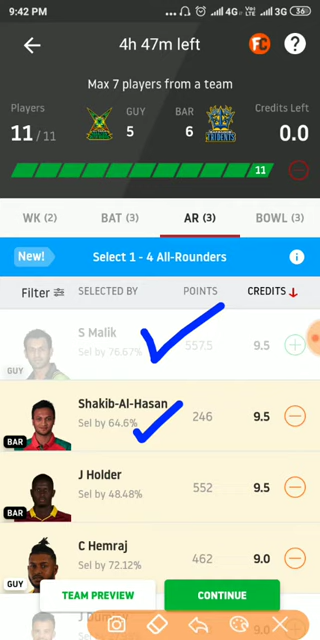 9:42 PM ... 4G Vo) LTE 3G 36
4h 47m left
FC ?
Max 7 players from a team
Players GUY BAR Credits Left
11/11 5 6 0.0
TRIDENTS
11
WK (2) BAT (3) AR (3) BOWL (3)
New! Select 1 - 4 All-Rounders i
Filter SELECTED BY POINTS CREDITS
S Malik
Sel by 76.67% 557.5 9.5
GUY
Shakib-Al-Hasan
Sel by 64.6% 246 9.5
BAR
J Holder
Sel by 48.48% 552 9.5
BAR
C Hemraj
Sel by 72.12% 462 9.0
GUY
TEAM PREVIEW CONTINUE